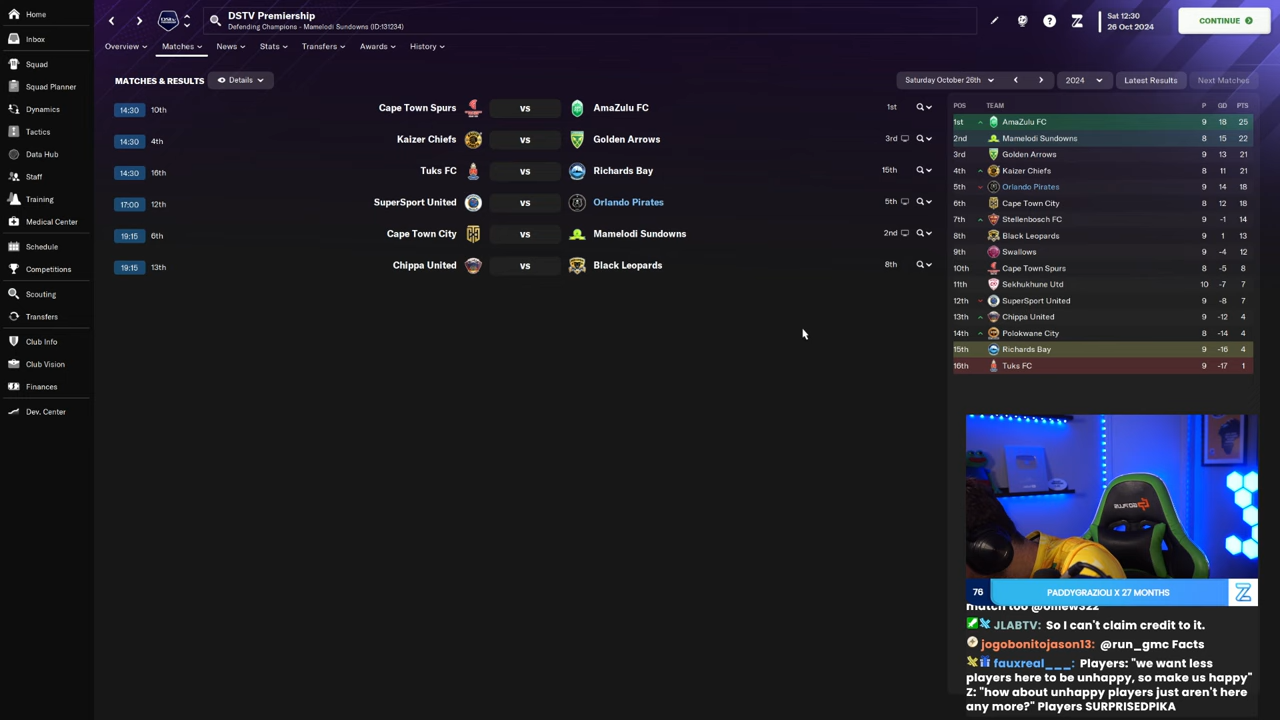 Home
Inbox
Squad
Squad Planner
Dynamics
Tactics
Data Hub
Staff
Training
Medical Center
Schedule
Competitions
Scouting
Transfers
Club Info
Club Vision
Finances
Dev. Center
DSTV Premiership
Defending Champions - Mamelodi Sundowns (ID:131234)
Sat 12:30
26 Oct 2024
CONTINUE
Overview Matches News Stats Transfers Awards History
MATCHES & RESULTS Details
Saturday October 26th 2024 Latest Results Next Matches
14:30 10th Cape Town Spurs vs AmaZulu FC 1st
14:30 4th Kaizer Chiefs vs Golden Arrows 3rd
14:30 16th Tuks FC vs Richards Bay 15th
17:00 12th SuperSport United vs Orlando Pirates 5th
19:15 6th Cape Town City vs Mamelodi Sundowns 2nd
19:15 13th Chippa United vs Black Leopards 8th
POS TEAM P GD PTS
1st AmaZulu FC 9 18 25
2nd Mamelodi Sundowns 8 15 22
3rd Golden Arrows 9 13 21
4th Kaizer Chiefs 8 11 21
5th Orlando Pirates 9 14 18
6th Cape Town City 8 12 18
7th Stellenbosch FC 9 -1 14
8th Black Leopards 9 1 13
9th Swallows 9 -4 12
10th Cape Town Spurs 8 -5 8
11th Sekhukhune Utd 10 -7 7
12th SuperSport United 9 -8 7
13th Chippa United 9 -12 4
14th Polokwane City 8 -14 4
15th Richards Bay 9 -16 4
16th Tuks FC 9 -17 1
76 PADDYGRAZIOLI X 27 MONTHS
match too
JLABTV: So I can't claim credit to it.
jogobonitojason13: @run_gmc Facts
fauxreal___: Players: "we want less
players here to be unhappy, so make us happy"
Z: "how about unhappy players just aren't here
any more?" Players SURPRISEDPIKA